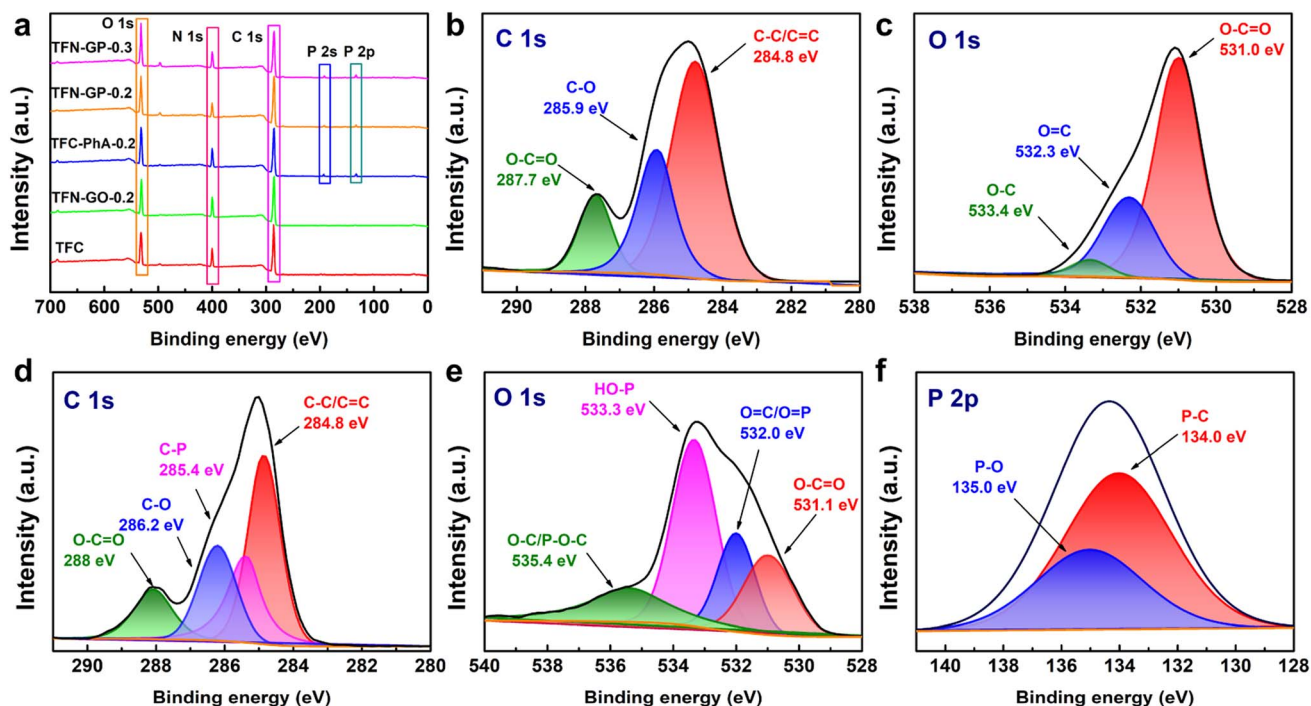 a
O 1s
N 1s
C 1s
P 2s
P 2p
TFN-GP-0.3
TFN-GP-0.2
TFC-PhA-0.2
TFN-GO-0.2
TFC
Intensity (a.u.)
700 600 500 400 300 200 100 0
Binding energy (eV)
b
C 1s
C-C/C=C
284.8 eV
C-O
285.9 eV
O-C=O
287.7 eV
Intensity (a.u.)
290 288 286 284 282 280
Binding energy (eV)
c
O 1s
O-C=O
531.0 eV
O=C
532.3 eV
O-C
533.4 eV
Intensity (a.u.)
538 536 534 532 530 528
Binding energy (eV)
d
C 1s
C-C/C=C
284.8 eV
C-P
285.4 eV
C-O
286.2 eV
O-C=O
288 eV
Intensity (a.u.)
290 288 286 284 282 280
Binding energy (eV)
e
O 1s
HO-P
533.3 eV
O=C/O=P
532.0 eV
O-C=O
531.1 eV
O-C/P-O-C
535.4 eV
Intensity (a.u.)
540 538 536 534 532 530 528
Binding energy (eV)
f
P 2p
P-C
134.0 eV
P-O
135.0 eV
Intensity (a.u.)
140 138 136 134 132 130 128
Binding energy (eV)